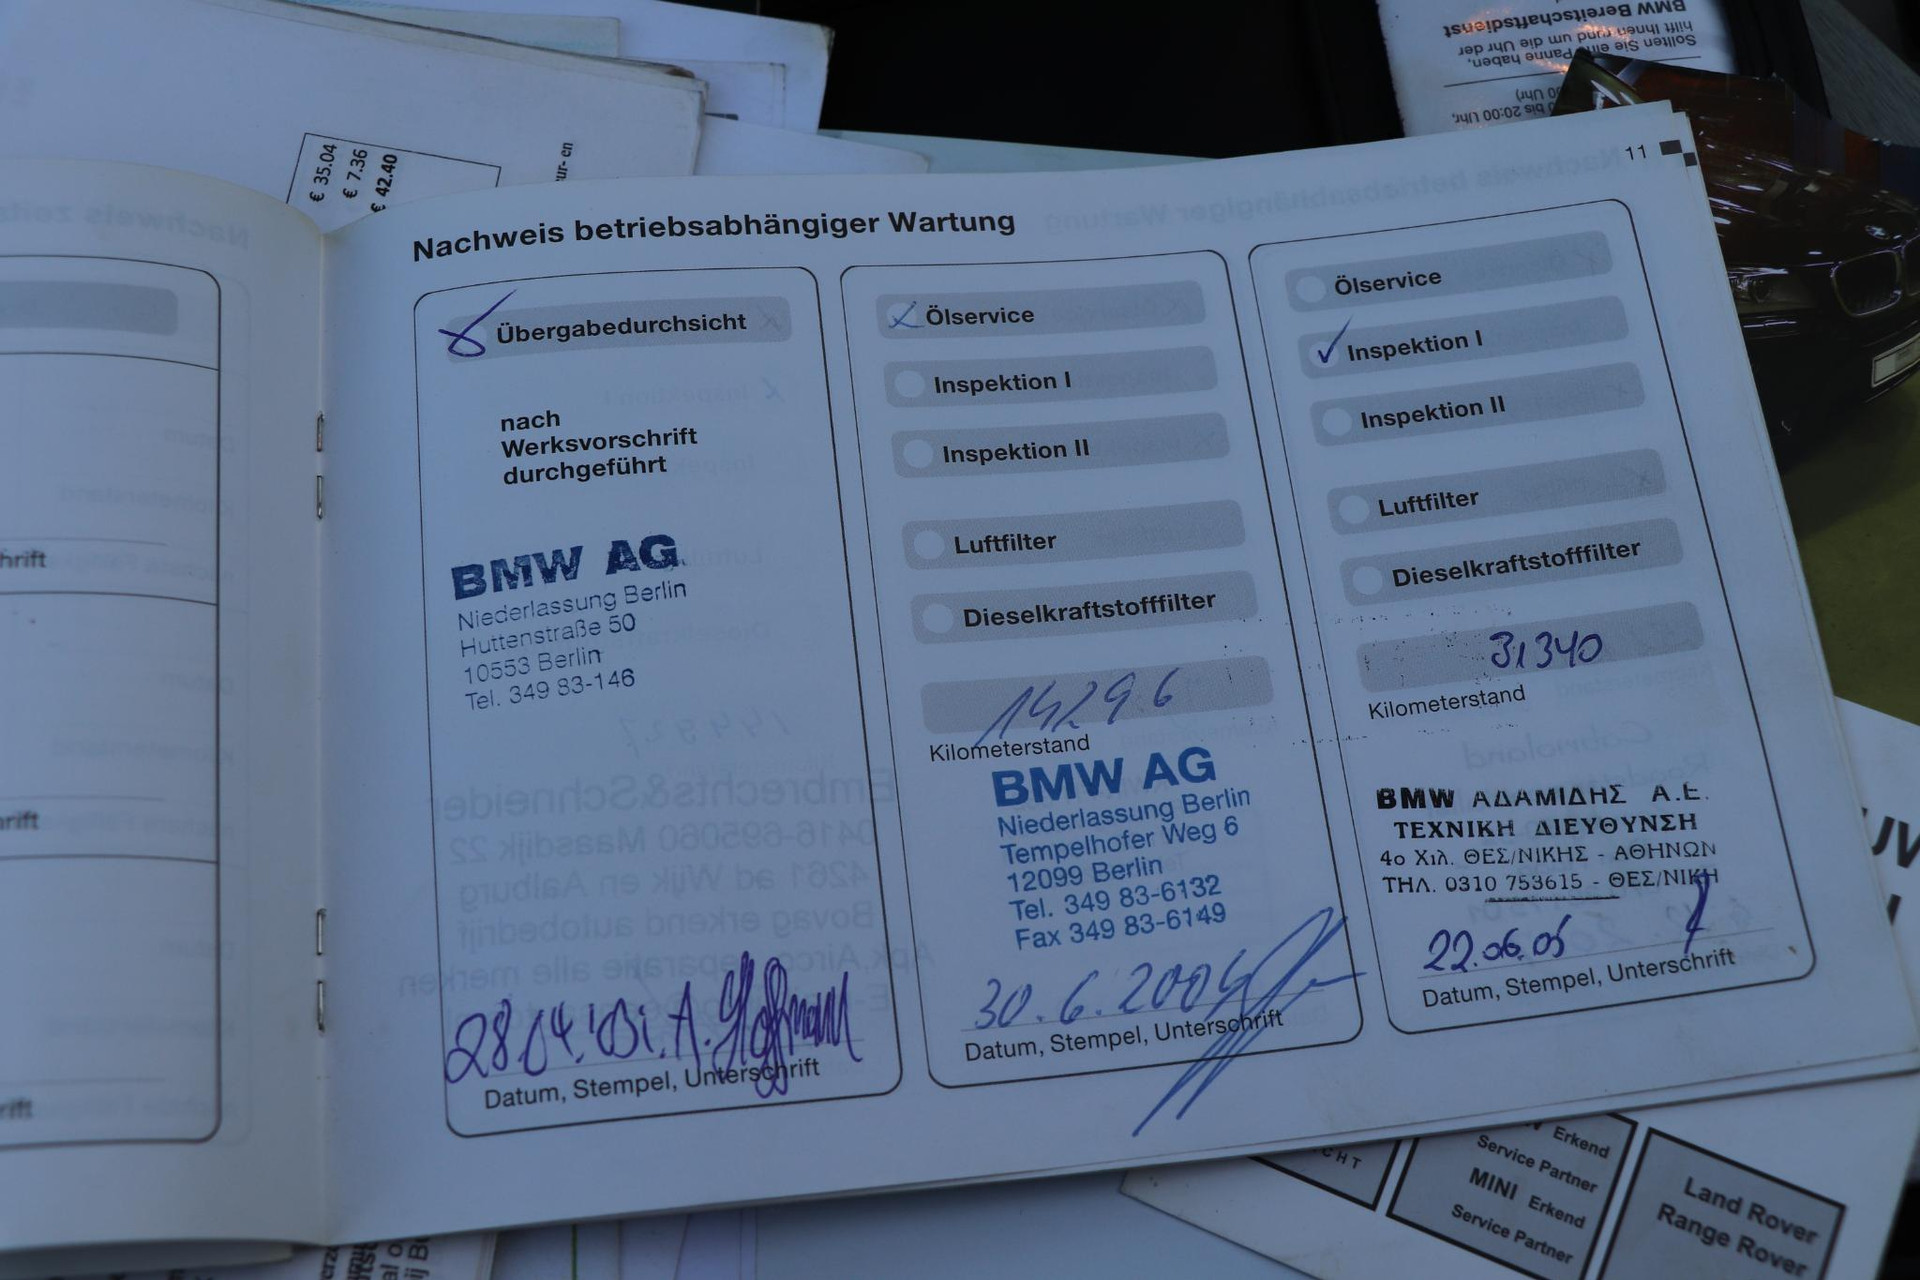 BMW Bereitschaftsdienst
hilft Ihnen rund um die Uhr der
Sollten Sie eine Panne haben,
bis 20:00 Uhr,
€ 35.04
€ 7.36
€ 42.40
ur- en
11
Nachweis betriebsabhängiger Wartung
Übergabedurchsicht
nach
Werksvorschrift
durchgeführt
BMW AG
Niederlassung Berlin
Huttenstraße 50
10553 Berlin
Tel. 349 83-146
28.04.
Datum, Stempel, Unterschrift
Ölservice
Inspektion I
Inspektion II
Luftfilter
Dieselkraftstofffilter
14296
Kilometerstand
BMW AG
Niederlassung Berlin
Tempelhofer Weg 6
12099 Berlin
Tel. 349 83-6132
Fax 349 83-6149
30.6.2004
Datum, Stempel, Unterschrift
Ölservice
Inspektion I
Inspektion II
Luftfilter
Dieselkraftstofffilter
31340
Kilometerstand
BMW ΑΔΑΜΙΔΗΣ Α.Ε.
ΤΕΧΝΙΚΗ ΔΙΕΥΘΥΝΣΗ
4ο Χιλ. ΘΕΣ/ΝΙΚΗΣ - ΑΘΗΝΩΝ
ΤΗΛ. 0310 753615 - ΘΕΣ/ΝΙΚΗ
22.06.05
Datum, Stempel, Unterschrift
hrift
rift
rift
Erkend
Service Partner
MINI Erkend
Service Partner
Land Rover
Range Rover